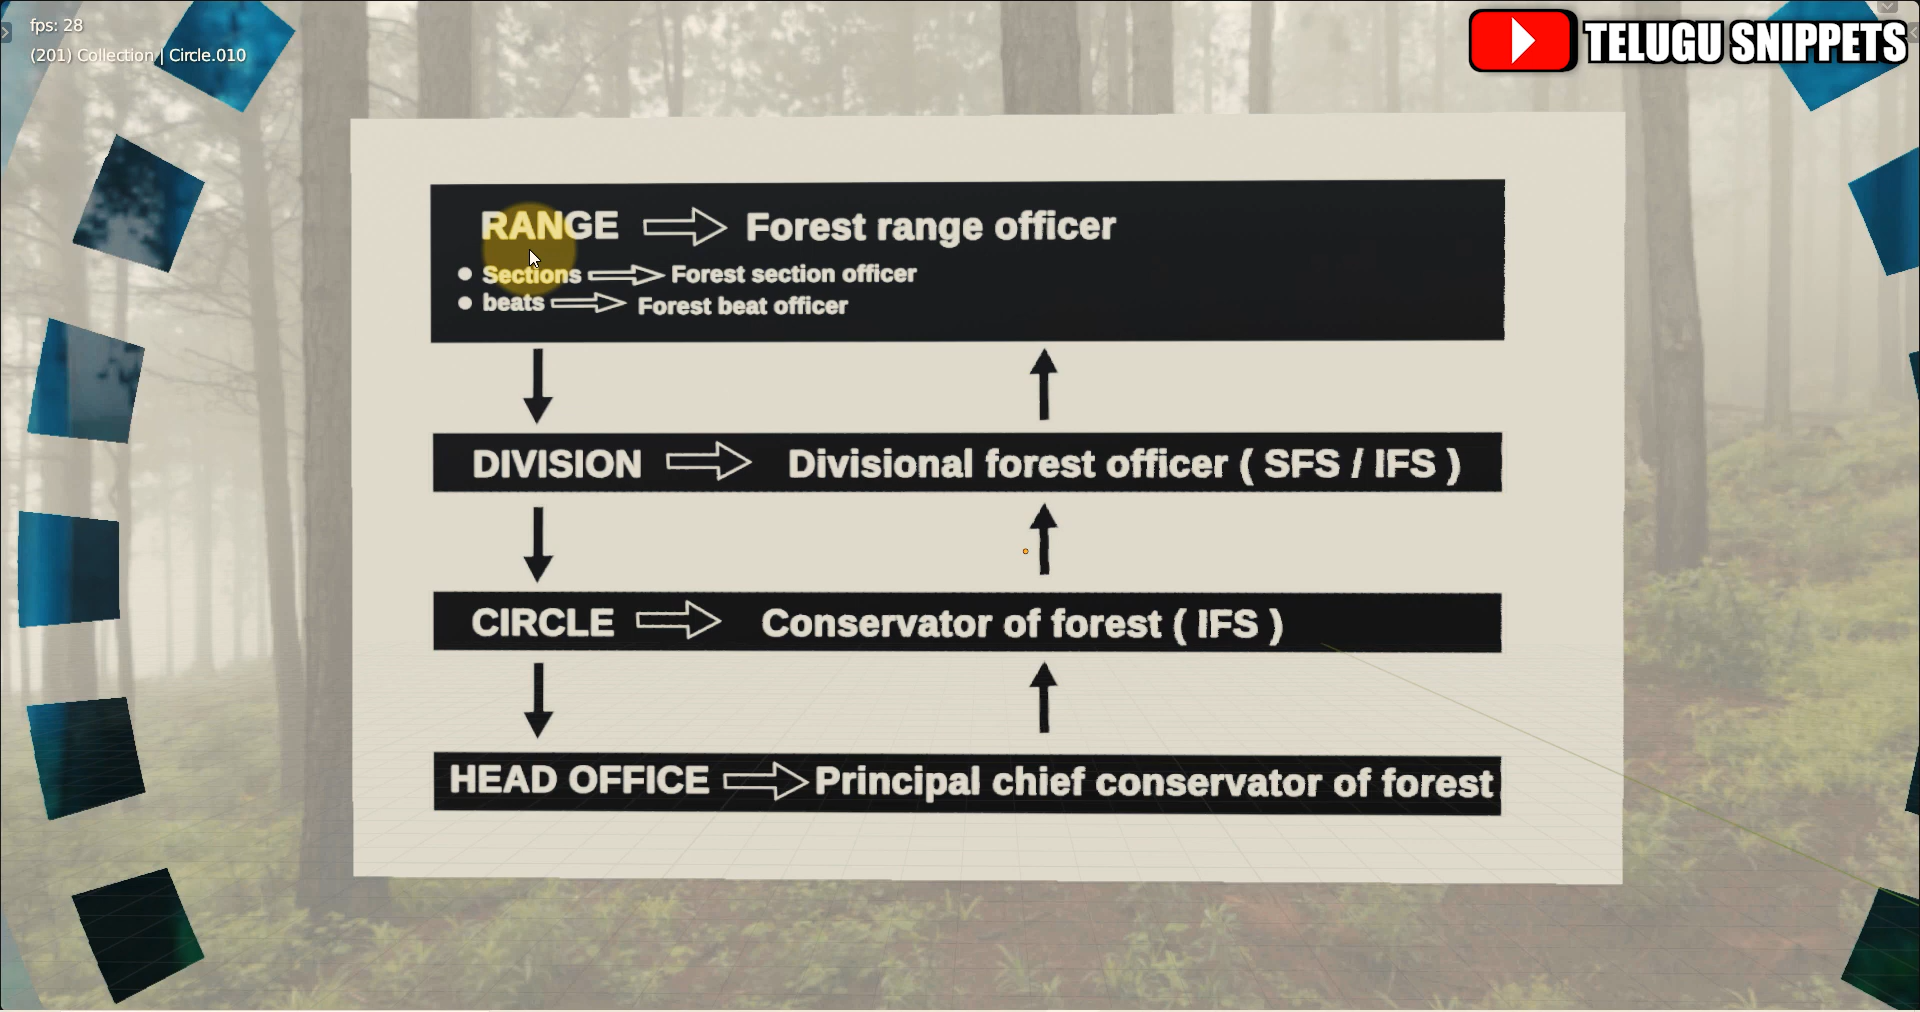 fps: 28
(201) Collection | Circle.010
TELUGU SNIPPETS
RANGE Forest range officer
Sections Forest section officer
beats Forest beat officer
DIVISION Divisional forest officer ( SFS / IFS )
CIRCLE Conservator of forest ( IFS )
HEAD OFFICE Principal chief conservator of forest